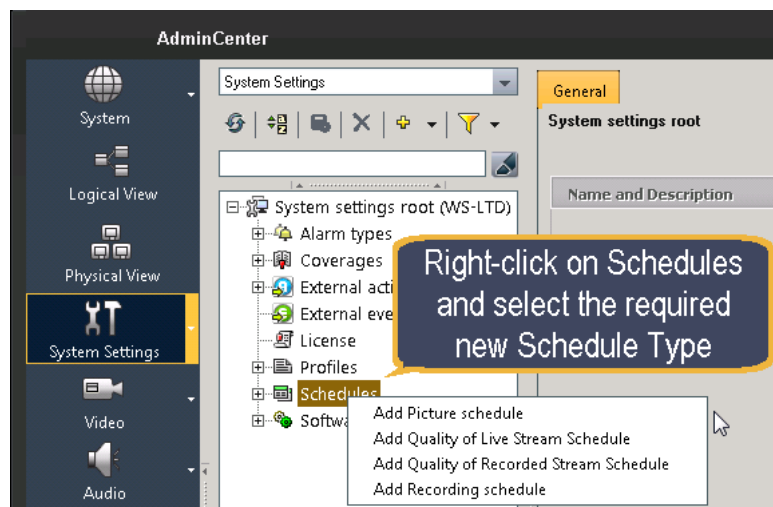 AdminCenter
System
Logical View
Physical View
System Settings
Video
Audio
System Settings
System settings root (WS-LTD)
Alarm types
Coverages
External acti
External eve
License
Profiles
Schedules
Softwa
General
System settings root
Name and Description
Right-click on Schedules
and select the required
new Schedule Type
Add Picture schedule
Add Quality of Live Stream Schedule
Add Quality of Recorded Stream Schedule
Add Recording schedule